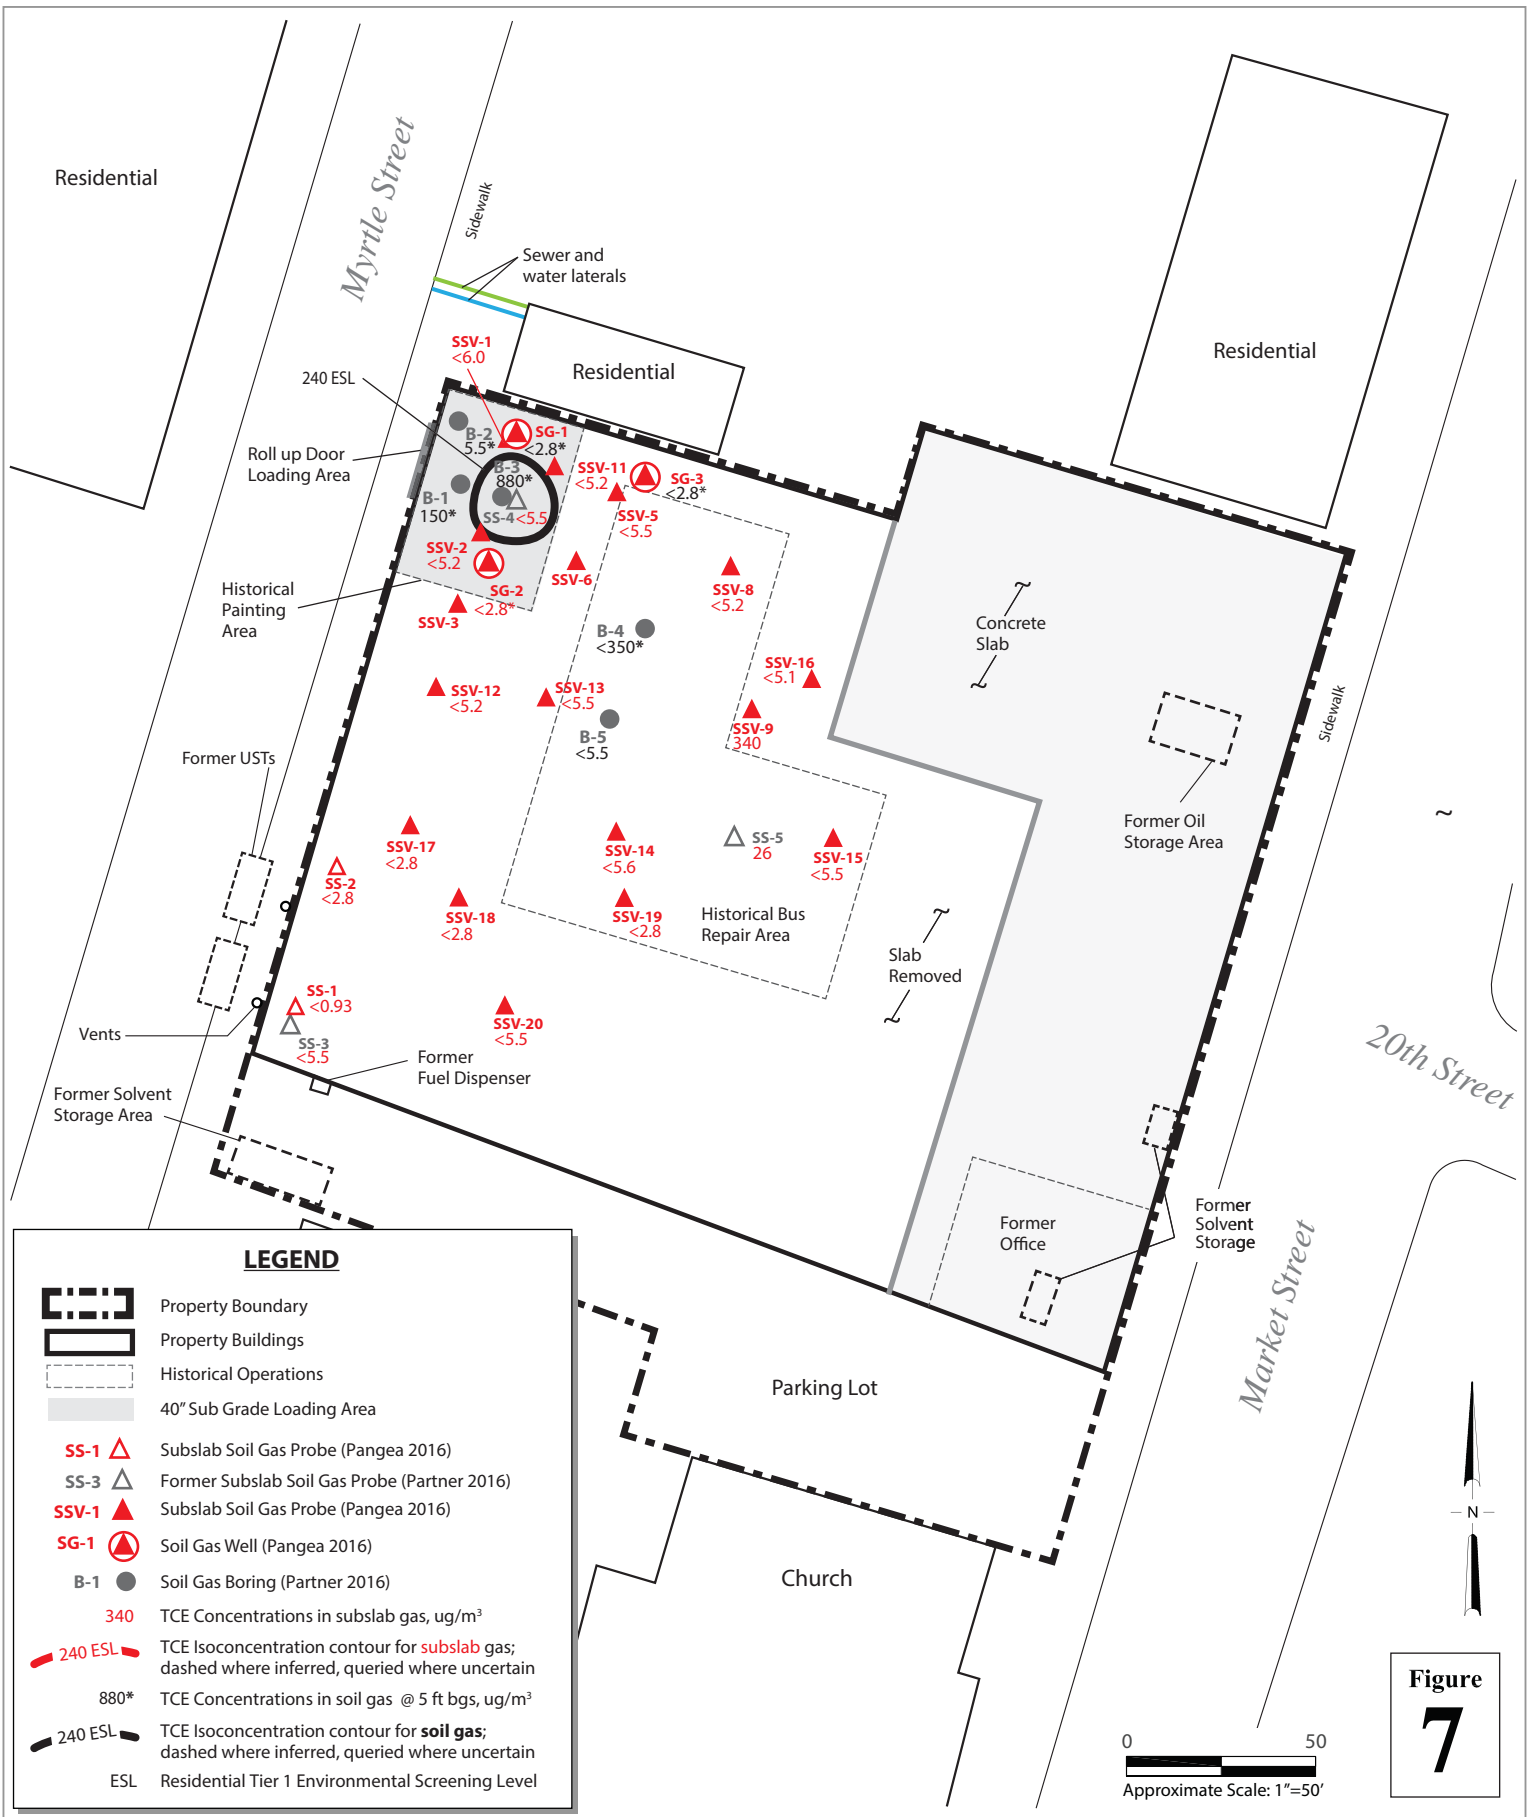 Residential
Myrtle Street
Sidewalk
Sewer and
water laterals
Residential
Residential
SSV-1
<6.0
240 ESL
Roll up Door
Loading Area
B-2
5.5*
SG-1
<2.8*
B-3
880*
B-1
150*
SS-4
<5.5
SSV-11
<5.2
SG-3
<2.8*
SSV-5
<5.5
SSV-2
<5.2
SG-2
<2.8*
SSV-6
SSV-8
<5.2
Historical
Painting
Area
SSV-3
B-4
<350*
Concrete
Slab
SSV-16
<5.1
SSV-12
<5.2
SSV-13
<5.5
SSV-9
340
B-5
<5.5
Sidewalk
Former USTs
Former Oil
Storage Area
SSV-17
<2.8
SSV-14
<5.6
SS-5
26
SSV-15
<5.5
SS-2
<2.8
SSV-18
<2.8
SSV-19
<2.8
Historical Bus
Repair Area
Slab
Removed
SS-1
<0.93
SS-3
<5.5
SSV-20
<5.5
Vents
Former
Fuel Dispenser
20th Street
Former Solvent
Storage Area
Former
Office
Former
Solvent
Storage
Market Street
Parking Lot
Church
LEGEND
Property Boundary
Property Buildings
Historical Operations
40” Sub Grade Loading Area
SS-1 Subslab Soil Gas Probe (Pangea 2016)
SS-3 Former Subslab Soil Gas Probe (Partner 2016)
SSV-1 Subslab Soil Gas Probe (Pangea 2016)
SG-1 Soil Gas Well (Pangea 2016)
B-1 Soil Gas Boring (Partner 2016)
340 TCE Concentrations in subslab gas, ug/m³
240 ESL TCE Isoconcentration contour for subslab gas;
dashed where inferred, queried where uncertain
880* TCE Concentrations in soil gas @ 5 ft bgs, ug/m³
240 ESL TCE Isoconcentration contour for soil gas;
dashed where inferred, queried where uncertain
ESL Residential Tier 1 Environmental Screening Level
N
0 50
Approximate Scale: 1”=50’
Figure
7